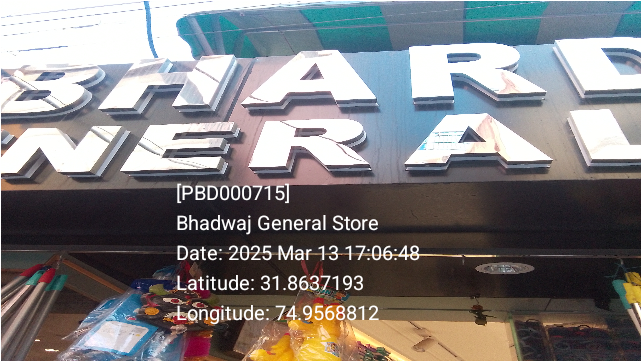 BHARD
NERAL
[PBD000715]
Bhadwaj General Store
Date: 2025 Mar 13 17:06:48
Latitude: 31.8637193
Longitude: 74.9568812